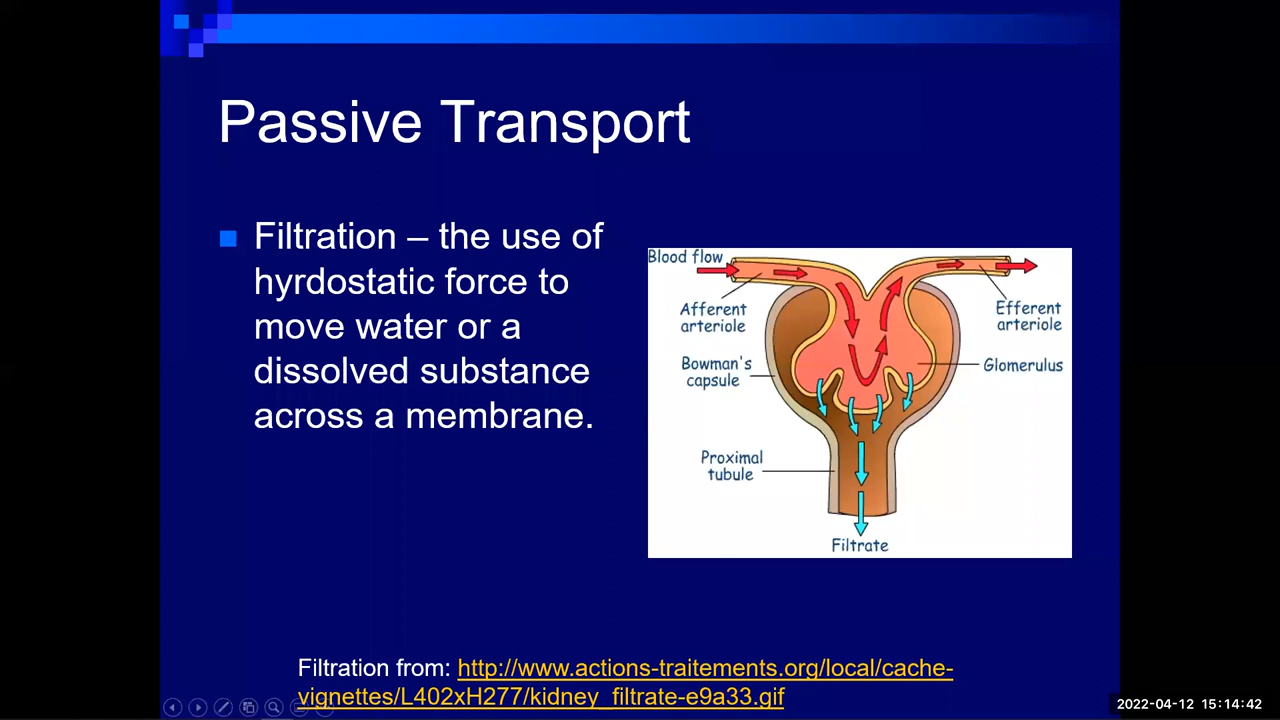 Passive Transport
Filtration – the use of
hyrdostatic force to
move water or a
dissolved substance
across a membrane.
Blood flow
Afferent
arteriole
Efferent
arteriole
Bowman's
capsule
Glomerulus
Proximal
tubule
Filtrate
Filtration from: http://www.actions-traitements.org/local/cache-
vignettes/L402xH277/kidney_filtrate-e9a33.gif
2022-04-12 15:14:42